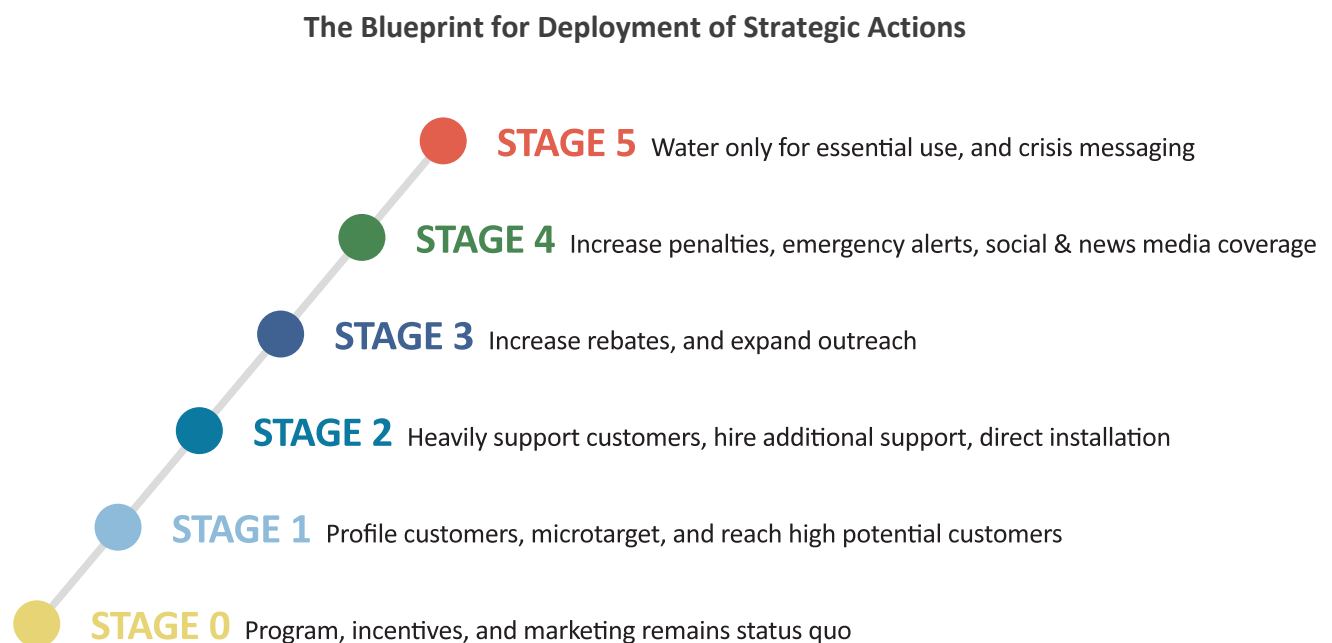 The Blueprint for Deployment of Strategic Actions
STAGE 5 Water only for essential use, and crisis messaging
STAGE 4 Increase penalties, emergency alerts, social & news media coverage
STAGE 3 Increase rebates, and expand outreach
STAGE 2 Heavily support customers, hire additional support, direct installation
STAGE 1 Profile customers, microtarget, and reach high potential customers
STAGE 0 Program, incentives, and marketing remains status quo